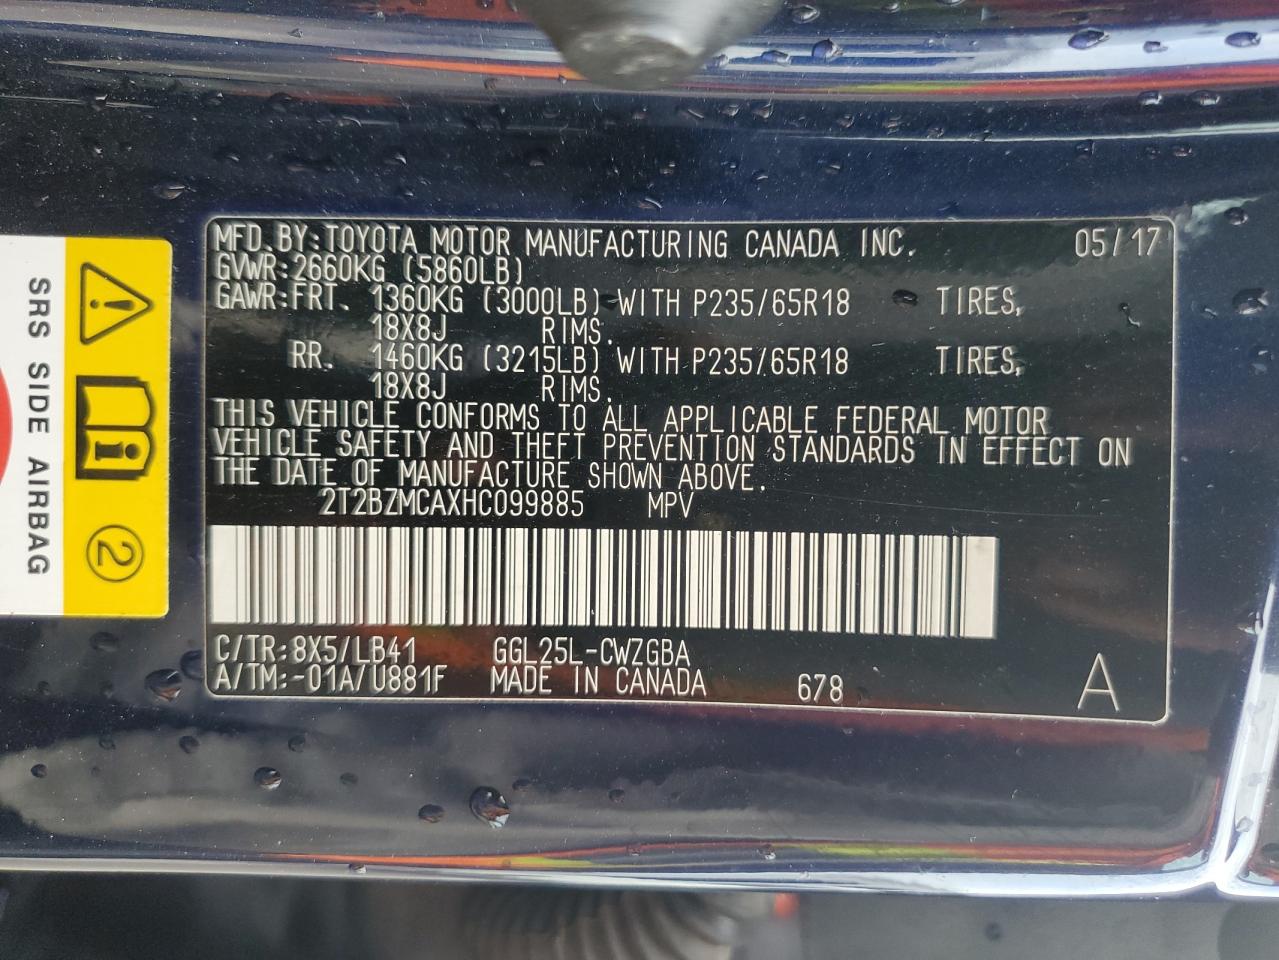 MFD.BY:TOYOTA MOTOR MANUFACTURING CANADA INC. 05/17
GVWR:2660KG (5860LB)
GAWR:FRT. 1360KG (3000LB) WITH P235/65R18 TIRES,
18X8J RIMS.
RR. 1460KG (3215LB) WITH P235/65R18 TIRES,
18X8J RIMS.
THIS VEHICLE CONFORMS TO ALL APPLICABLE FEDERAL MOTOR
VEHICLE SAFETY AND THEFT PREVENTION STANDARDS IN EFFECT ON
THE DATE OF MANUFACTURE SHOWN ABOVE.
2T2BZMCAXHC099885 MPV
C/TR:8X5/LB41 GGL25L-CWZGBA
A/TM:-01A/U881F MADE IN CANADA 678 A
SRS SIDE AIRBAG
2